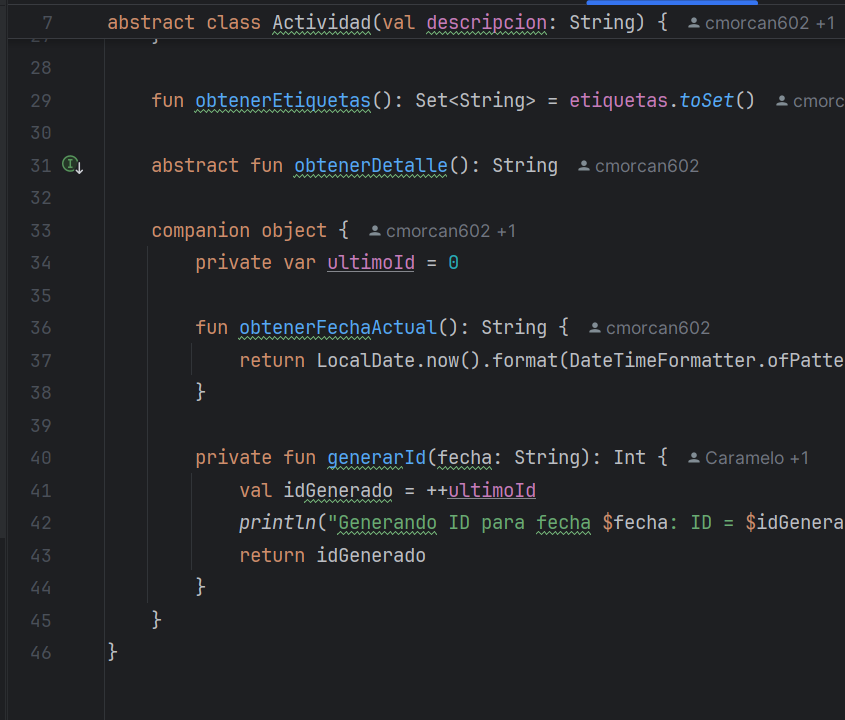 7 abstract class Actividad(val descripcion: String) { cmorcan602 +1
28
29 fun obtenerEtiquetas(): Set<String> = etiquetas.toSet() cmorc
30
31 abstract fun obtenerDetalle(): String cmorcan602
32
33 companion object { cmorcan602 +1
34 private var ultimoId = 0
35
36 fun obtenerFechaActual(): String { cmorcan602
37 return LocalDate.now().format(DateTimeFormatter.ofPatte
38 }
39
40 private fun generarId(fecha: String): Int { Caramelo +1
41 val idGenerado = ++ultimoId
42 println("Generando ID para fecha $fecha: ID = $idGenera
43 return idGenerado
44 }
45 }
46 }